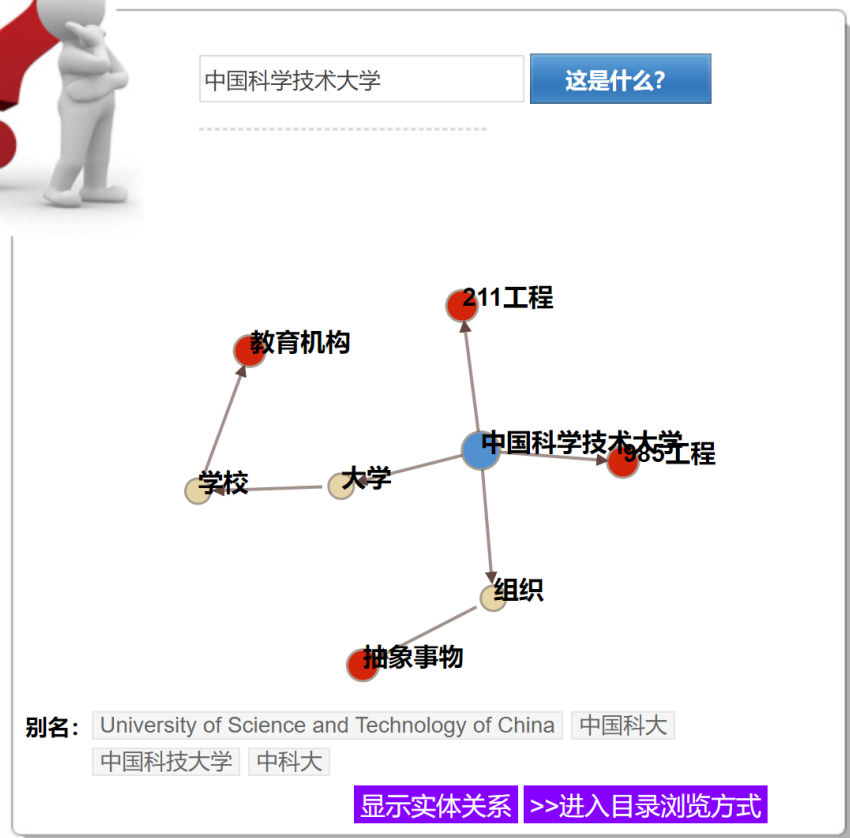 中国科学技术大学 这是什么?
211工程
教育机构
中国科学技术大学
985工程
大学
学校
组织
抽象事物
别名: University of Science and Technology of China 中国科大
中国科技大学 中科大
显示实体关系 >>进入目录浏览方式